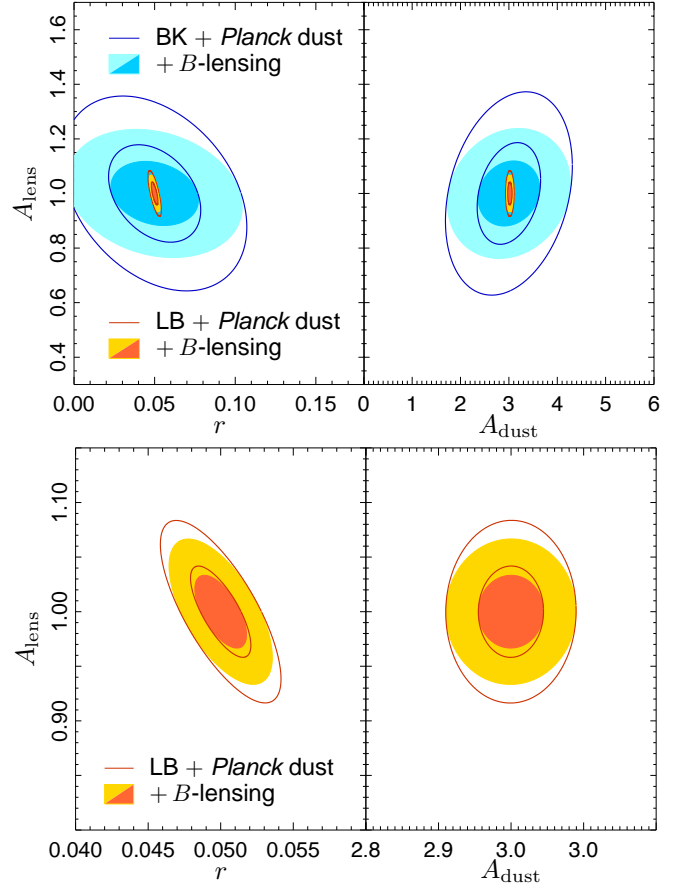 1.6
1.4
1.2
1.0
0.8
0.6
0.4
A_lens
BK + Planck dust
+ B-lensing
LB + Planck dust
+ B-lensing
0.00 0.05 0.10 0.15
r
0 1 2 3 4 5 6
A_dust
1.10
1.00
0.90
A_lens
LB + Planck dust
+ B-lensing
0.040 0.045 0.050 0.055
r
2.8 2.9 3.0 3.0
A_dust